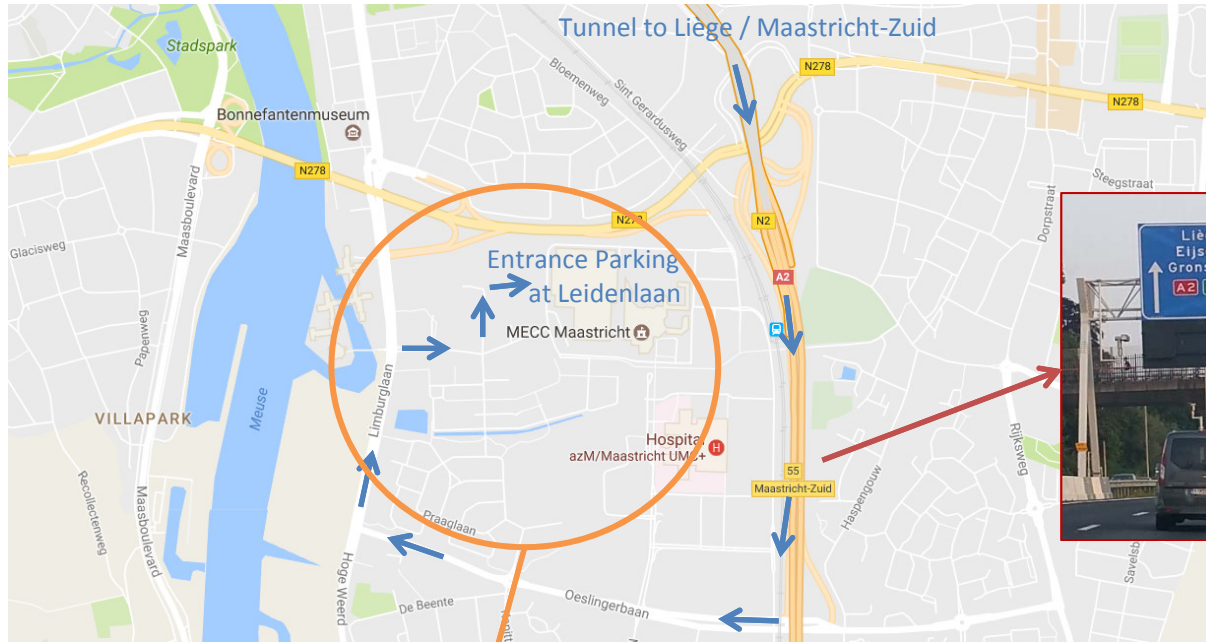 Tunnel to Liège / Maastricht-Zuid
Stadspark
Bloemenweg
Sint Gerardusweg
Bonnefantenmuseum
N278
N278
N278
N278
Steegstraat
Dorpstraat
Glacisweg
Maasboulevard
N2
A2
Entrance Parking
at Leidenlaan
MECC Maastricht
Papenweg
VILLAPARK
Meuse
Limburglaan
Hospital
azM/Maastricht UMC+
H
55
Maastricht-Zuid
Rijksweg
Haspengouw
Recollectenweg
Maasboulevard
Praaglaan
Hoge Weerd
De Beente
Oeslingerbaan
A2